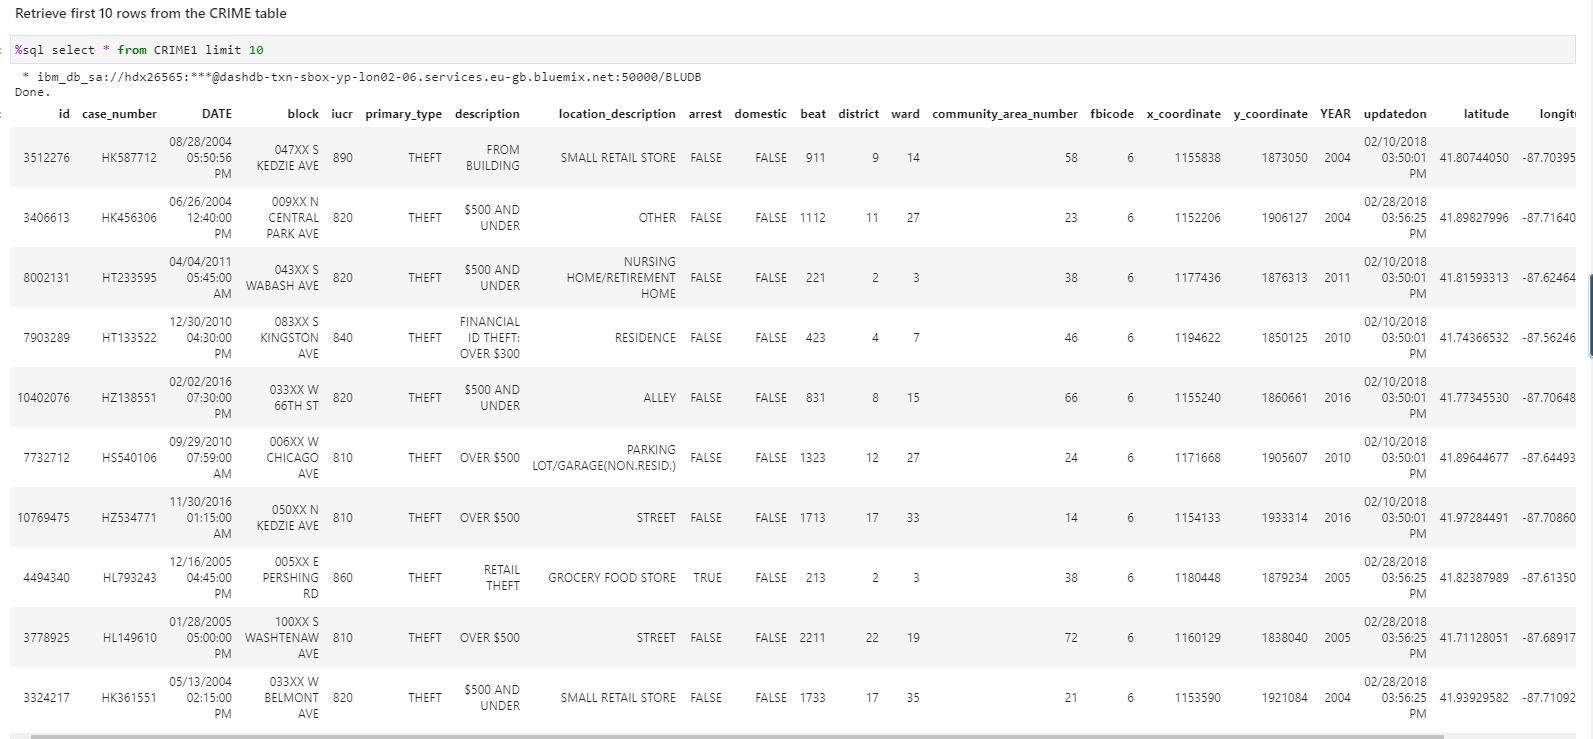 Retrieve first 10 rows from the CRIME table
%sql select * from CRIME1 limit 10
* ibm_db_sa://hdx26565:***@dashdb-txn-sbox-yp-lon02-06.services.eu-gb.bluemix.net:50000/BLUDB
Done.
id case_number DATE block iucr primary_type description location_description arrest domestic beat district ward community_area_number fbicode x_coordinate y_coordinate YEAR updatedon latitude longitu
3512276 HK587712 08/28/2004 05:50:56 PM 047XX S KEDZIE AVE 890 THEFT FROM BUILDING SMALL RETAIL STORE FALSE FALSE 911 9 14 58 6 1155838 1873050 2004 02/10/2018 03:50:01 PM 41.80744050 -87.70395
3406613 HK456306 06/26/2004 12:40:00 PM 009XX N CENTRAL PARK AVE 820 THEFT $500 AND UNDER OTHER FALSE FALSE 1112 11 27 23 6 1152206 1906127 2004 02/28/2018 03:56:25 PM 41.89827996 -87.71640
8002131 HT233595 04/04/2011 05:45:00 AM 043XX S WABASH AVE 820 THEFT $500 AND UNDER NURSING HOME/RETIREMENT HOME FALSE FALSE 221 2 3 38 6 1177436 1876313 2011 02/10/2018 03:50:01 PM 41.81593313 -87.62464
7903289 HT133522 12/30/2010 04:30:00 PM 083XX S KINGSTON AVE 840 THEFT FINANCIAL ID THEFT: OVER $300 RESIDENCE FALSE FALSE 423 4 7 46 6 1194622 1850125 2010 02/10/2018 03:50:01 PM 41.74366532 -87.56246
10402076 HZ138551 02/02/2016 07:30:00 PM 033XX W 66TH ST 820 THEFT $500 AND UNDER ALLEY FALSE FALSE 831 8 15 66 6 1155240 1860661 2016 02/10/2018 03:50:01 PM 41.77345530 -87.70648
7732712 HS540106 09/29/2010 07:59:00 AM 006XX W CHICAGO AVE 810 THEFT OVER $500 PARKING LOT/GARAGE(NON.RESID.) FALSE FALSE 1323 12 27 24 6 1171668 1905607 2010 02/10/2018 03:50:01 PM 41.89644677 -87.64493
10769475 HZ534771 11/30/2016 01:15:00 AM 050XX N KEDZIE AVE 810 THEFT OVER $500 STREET FALSE FALSE 1713 17 33 14 6 1154133 1933314 2016 02/10/2018 03:50:01 PM 41.97284491 -87.70860
4494340 HL793243 12/16/2005 04:45:00 PM 005XX E PERSHING RD 860 THEFT RETAIL THEFT GROCERY FOOD STORE TRUE FALSE 213 2 3 38 6 1180448 1879234 2005 02/28/2018 03:56:25 PM 41.82387989 -87.61350
3778925 HL149610 01/28/2005 05:00:00 PM 100XX S WASHTENAW AVE 810 THEFT OVER $500 STREET FALSE FALSE 2211 22 19 72 6 1160129 1838040 2005 02/28/2018 03:56:25 PM 41.71128051 -87.68917
3324217 HK361551 05/13/2004 02:15:00 PM 033XX W BELMONT AVE 820 THEFT $500 AND UNDER SMALL RETAIL STORE FALSE FALSE 1733 17 35 21 6 1153590 1921084 2004 02/28/2018 03:56:25 PM 41.93929582 -87.71092